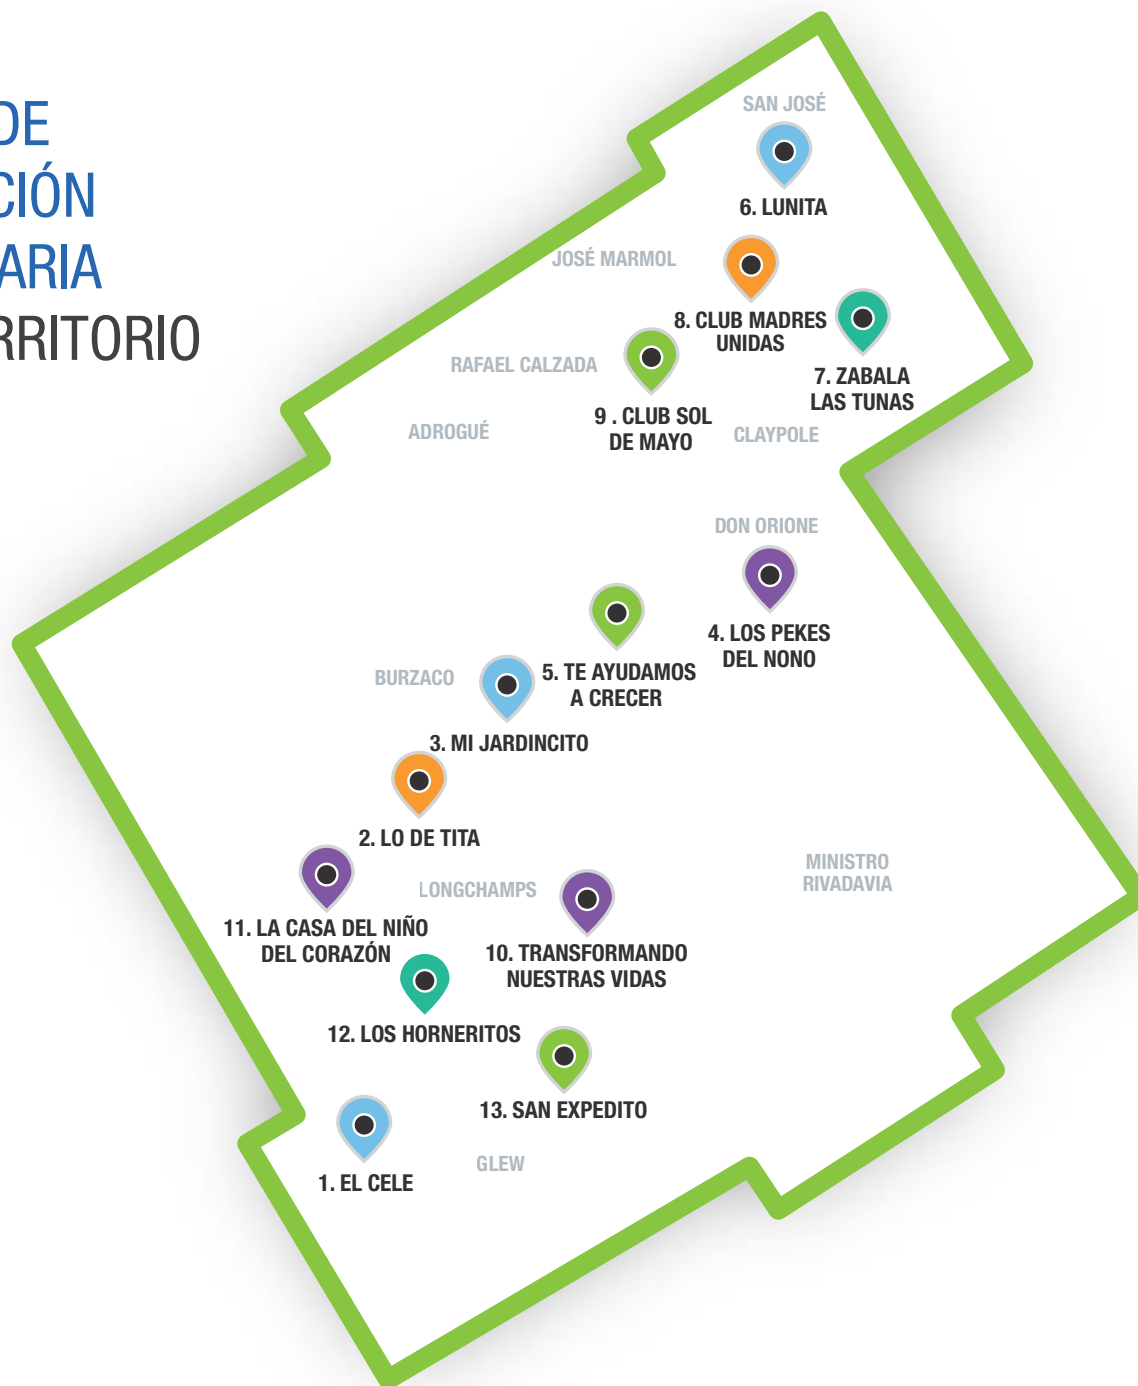 DE
CIÓN
ARIA
RRITORIO
SAN JOSÉ
6. LUNITA
JOSÉ MARMOL
8. CLUB MADRES
UNIDAS
7. ZABALA
LAS TUNAS
RAFAEL CALZADA
9 . CLUB SOL
DE MAYO
ADROGUÉ
CLAYPOLE
DON ORIONE
4. LOS PEKES
DEL NONO
5. TE AYUDAMOS
A CRECER
BURZACO
3. MI JARDINCITO
2. LO DE TITA
MINISTRO
RIVADAVIA
LONGCHAMPS
11. LA CASA DEL NIÑO
DEL CORAZÓN
10. TRANSFORMANDO
NUESTRAS VIDAS
12. LOS HORNERITOS
13. SAN EXPEDITO
GLEW
1. EL CELE